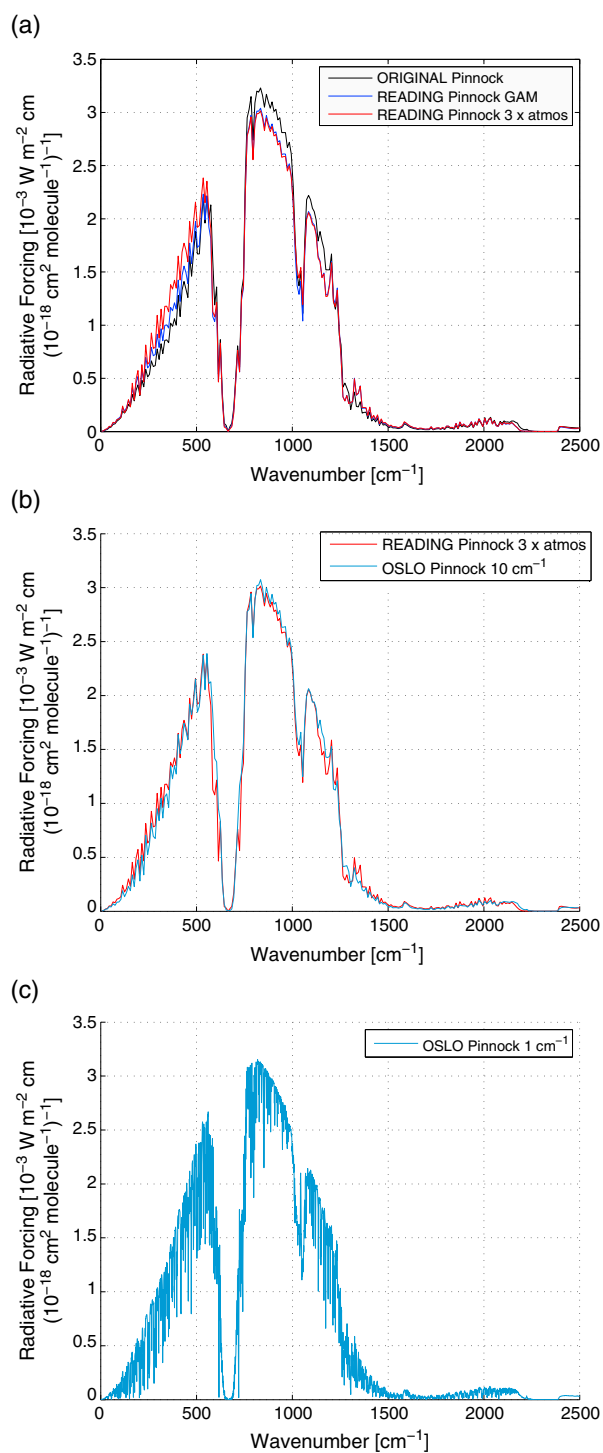 (a)
3.5
3
2.5
2
1.5
1
0.5
0
0 500 1000 1500 2000 2500
Wavenumber [cm⁻¹]
Radiative Forcing [10⁻³ W m⁻² cm
(10⁻¹⁸ cm² molecule⁻¹)⁻¹]
ORIGINAL Pinnock
READING Pinnock GAM
READING Pinnock 3 x atmos
(b)
3.5
3
2.5
2
1.5
1
0.5
0
0 500 1000 1500 2000 2500
Wavenumber [cm⁻¹]
Radiative Forcing [10⁻³ W m⁻² cm
(10⁻¹⁸ cm² molecule⁻¹)⁻¹]
READING Pinnock 3 x atmos
OSLO Pinnock 10 cm⁻¹
(c)
3.5
3
2.5
2
1.5
1
0.5
0
0 500 1000 1500 2000 2500
Wavenumber [cm⁻¹]
Radiative Forcing [10⁻³ W m⁻² cm
(10⁻¹⁸ cm² molecule⁻¹)⁻¹]
OSLO Pinnock 1 cm⁻¹